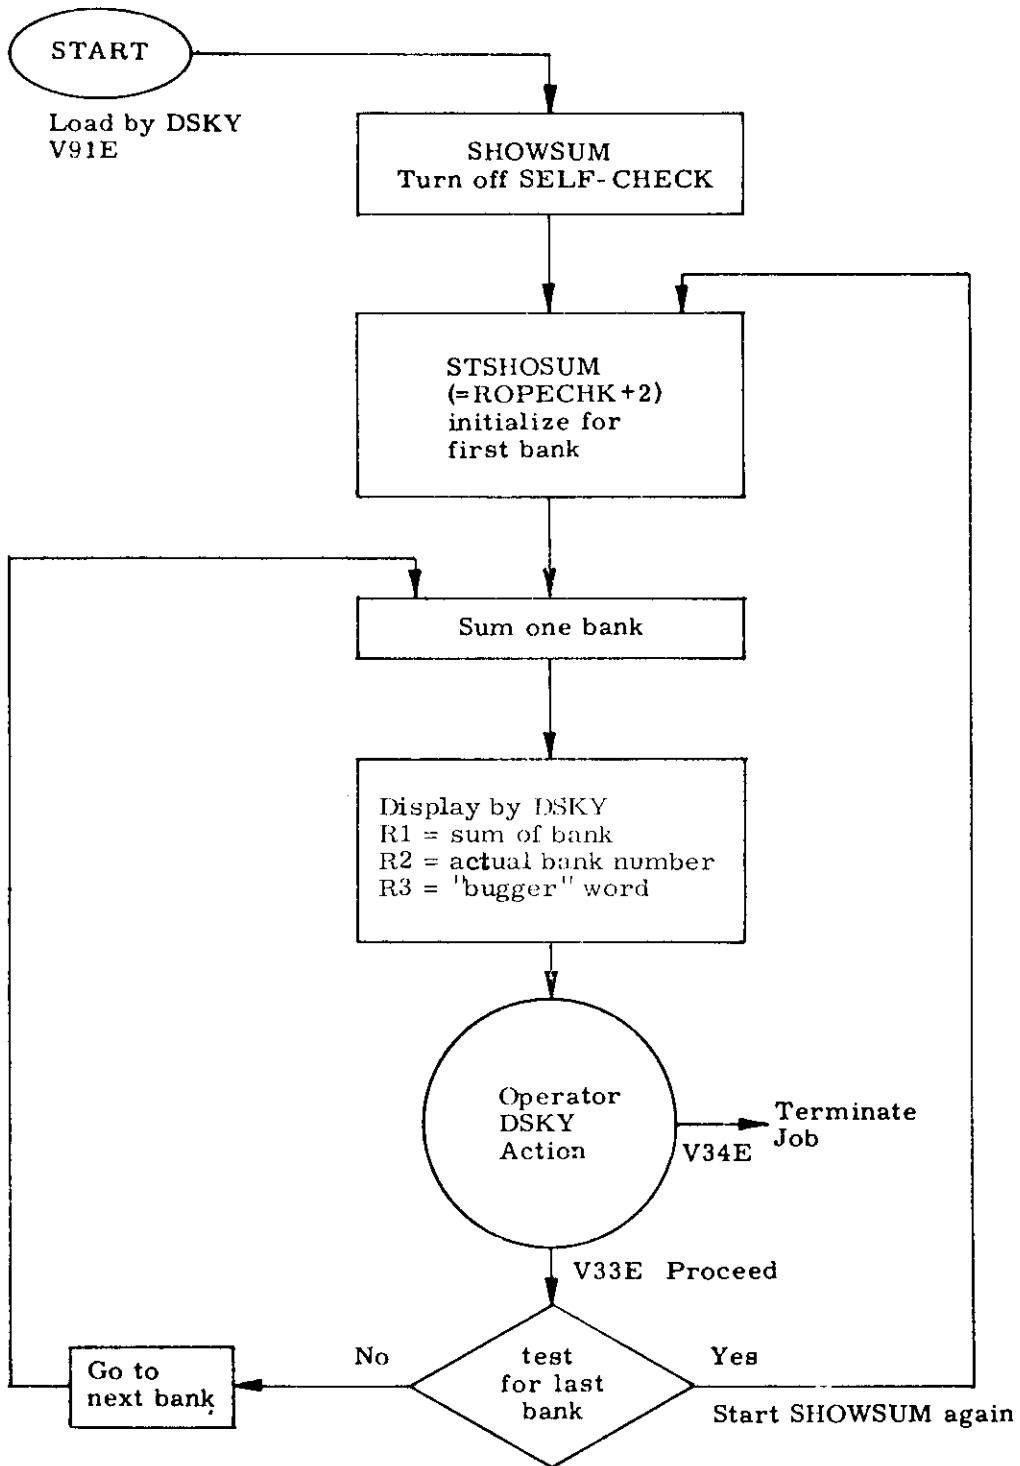 START
Load by DSKY
V91E
SHOWSUM
Turn off SELF-CHECK
STSHOSUM
(=ROPECHK+2)
initialize for
first bank
Sum one bank
Display by DSKY
R1 = sum of bank
R2 = actual bank number
R3 = "bugger" word
Operator
DSKY
Action
Terminate
Job
V34E
V33E Proceed
No
test
for last
bank
Yes
Go to
next bank
Start SHOWSUM again